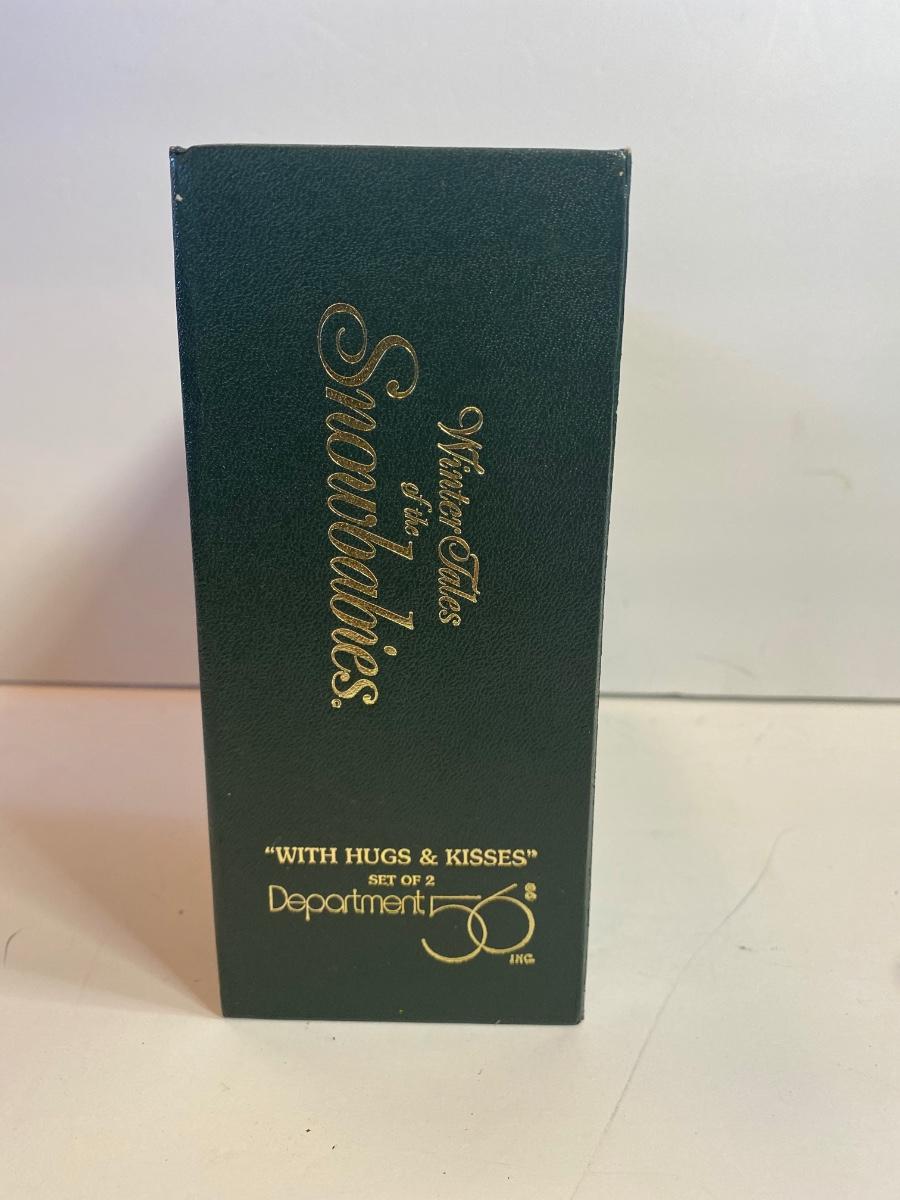 Winter Tales
of the
Snowbabies©
“WITH HUGS & KISSES”
SET OF 2
Department 56®
INC.